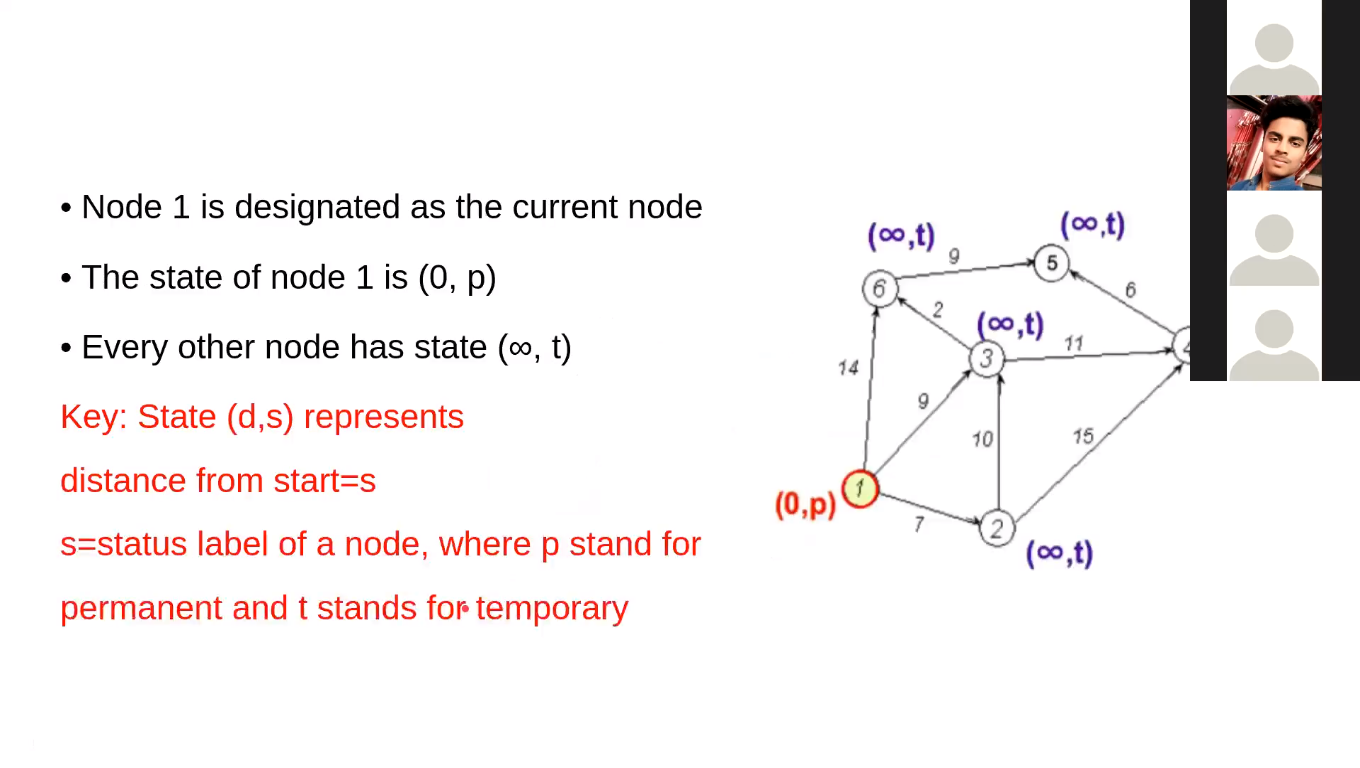 • Node 1 is designated as the current node
• The state of node 1 is (0, p)
• Every other node has state (∞, t)
Key: State (d,s) represents
distance from start=s
s=status label of a node, where p stand for
permanent and t stands for temporary
(∞,t)
(∞,t)
9
5
6
6
2
(∞,t)
11
3
14
9
10
15
(0,p)
1
7
2
(∞,t)